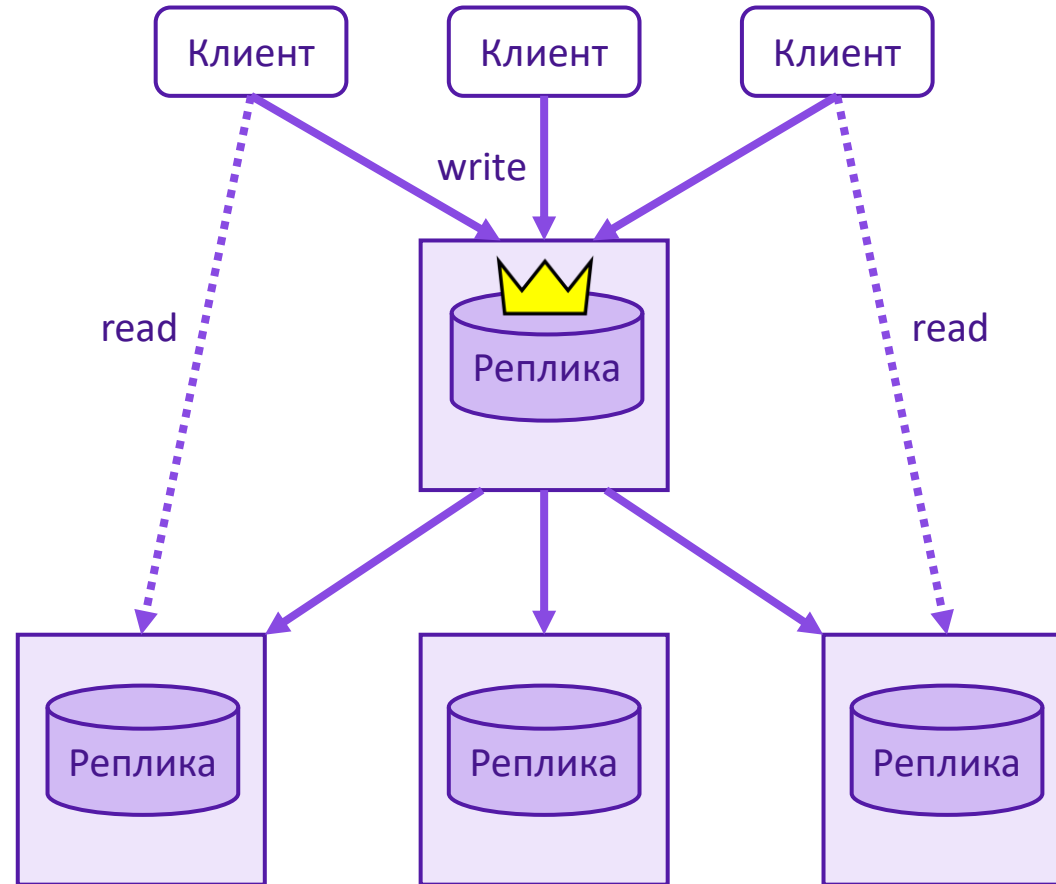 Клиент
Клиент
Клиент
write
read
read
Реплика
Реплика
Реплика
Реплика